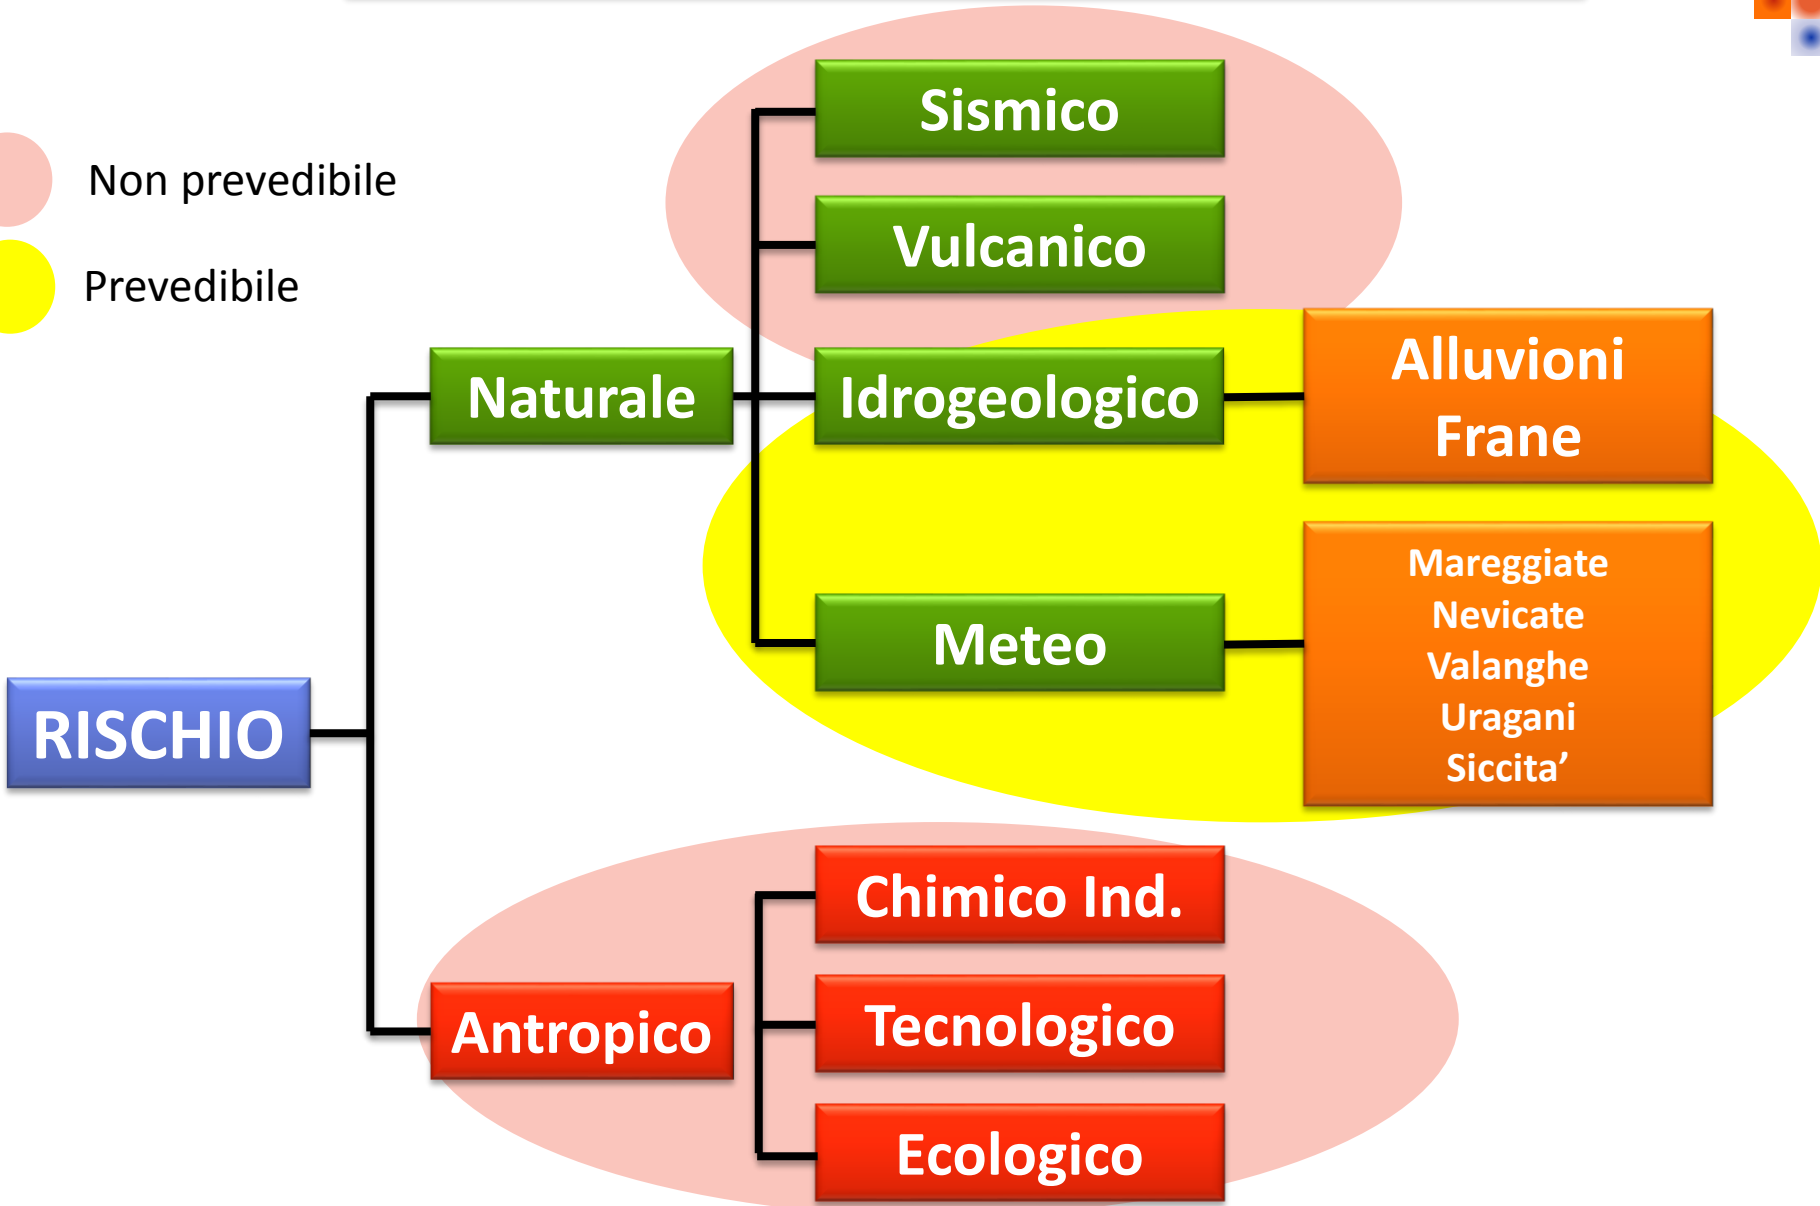 Sismico
Non prevedibile
Vulcanico
Prevedibile
Naturale
Idrogeologico
Alluvioni
Frane
Mareggiate
Nevicate
Valanghe
Uragani
Siccita’
Meteo
RISCHIO
Chimico Ind.
Antropico
Tecnologico
Ecologico